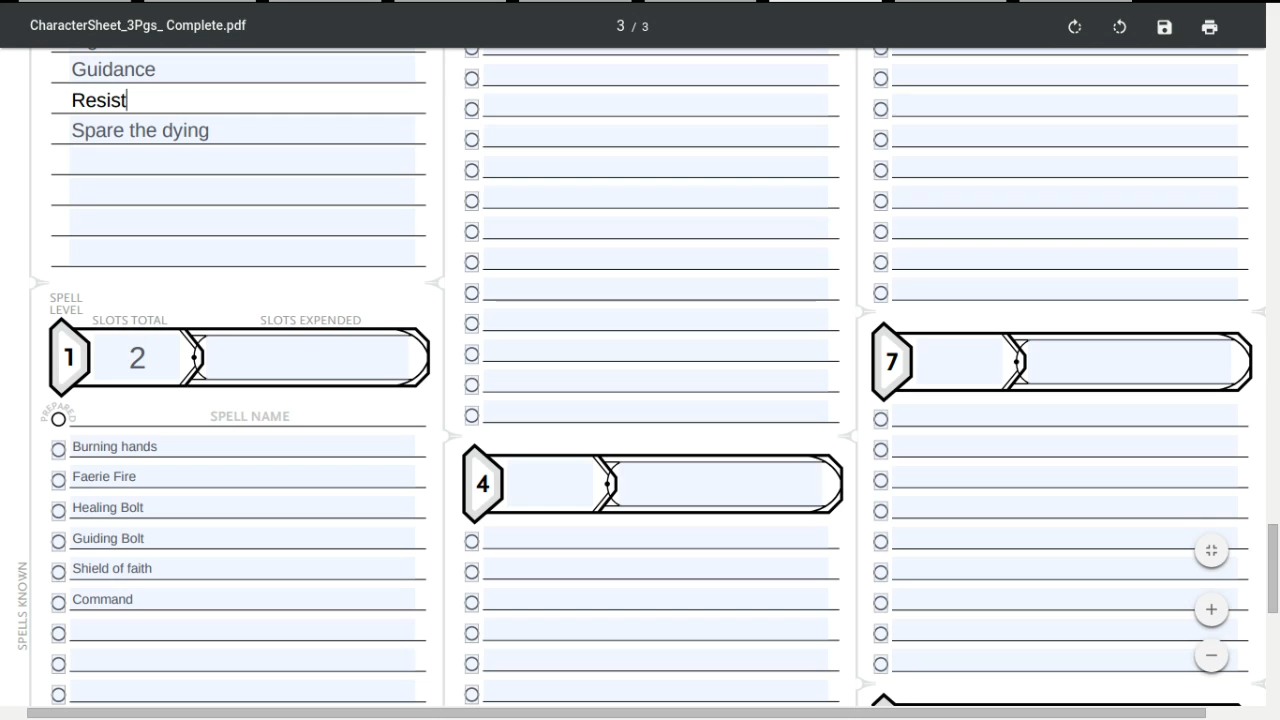 CharacterSheet_3Pgs_ Complete.pdf
3 / 3
Guidance
Resist
Spare the dying
SPELL LEVEL
SLOTS TOTAL
SLOTS EXPENDED
1
2
PREPARED
SPELL NAME
Burning hands
Faerie Fire
Healing Bolt
Guiding Bolt
Shield of faith
Command
SPELLS KNOWN
4
7